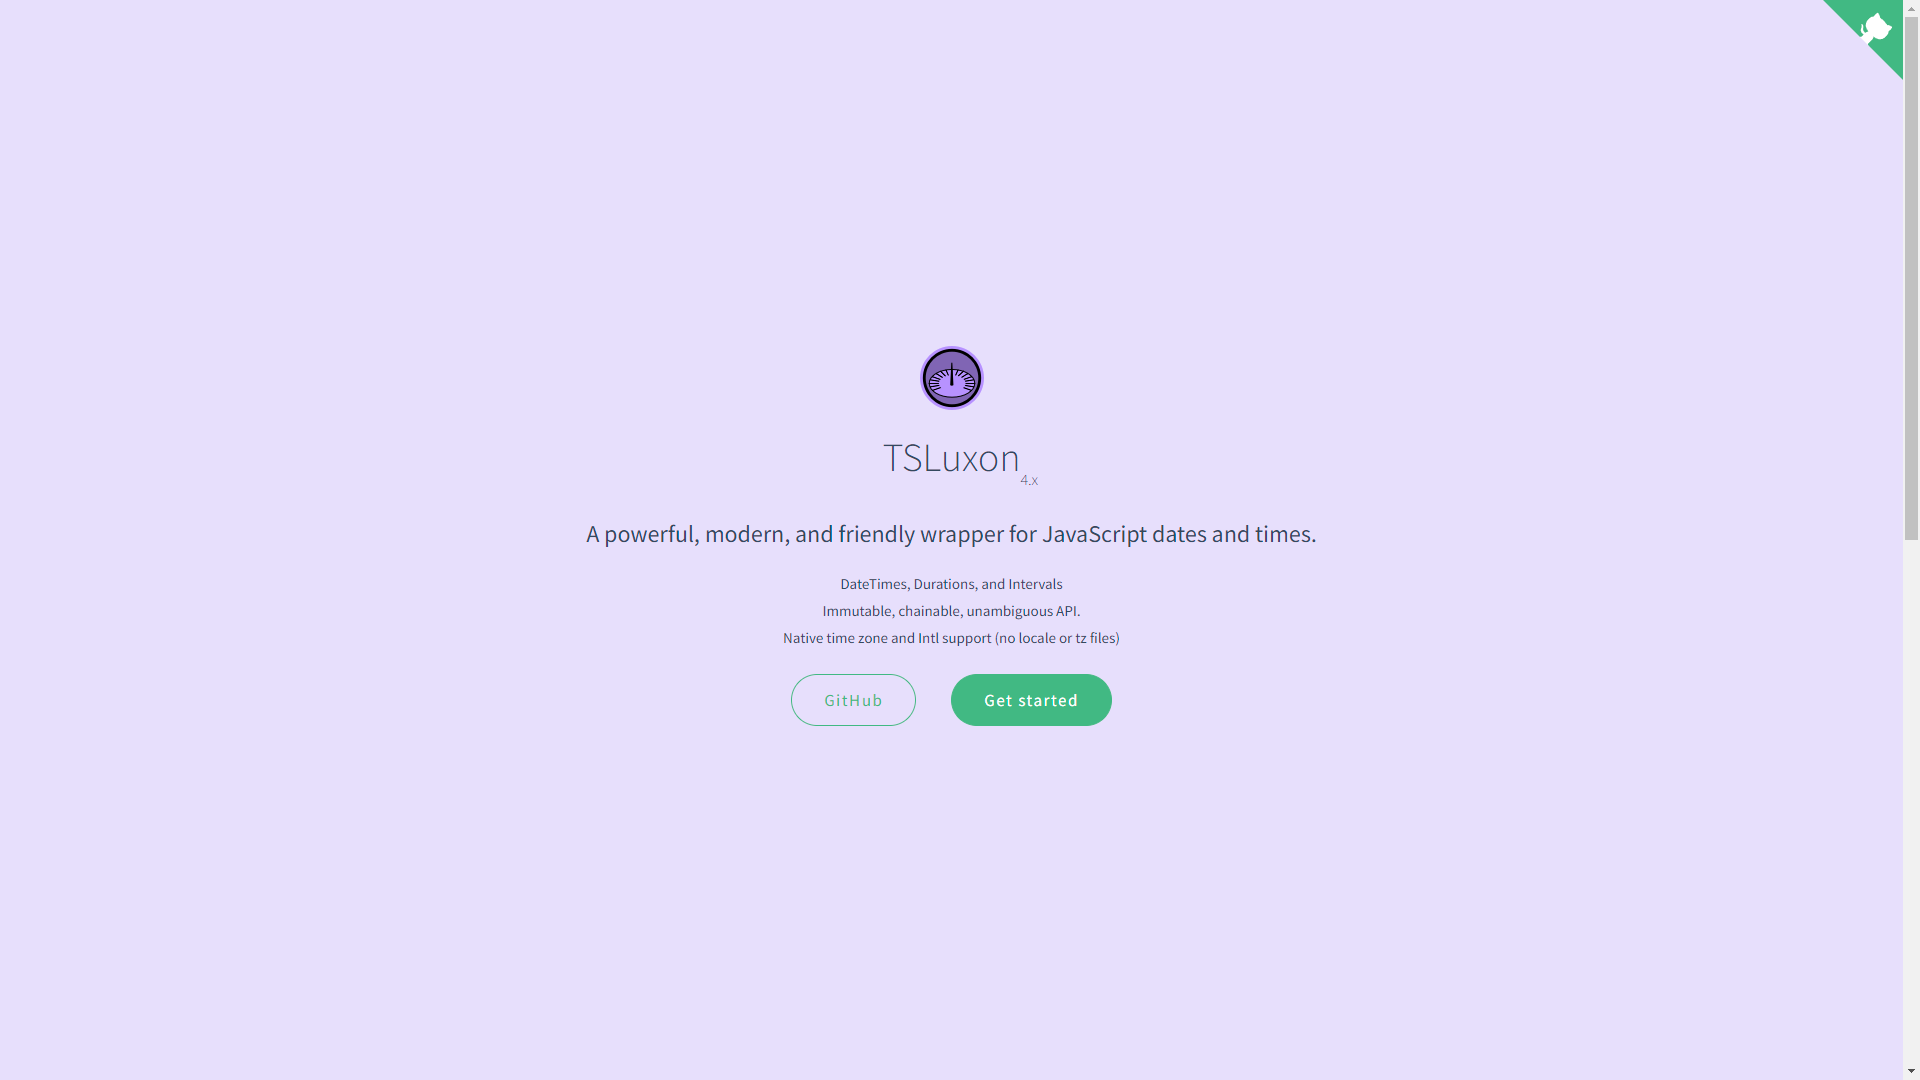 TSLuxon 4.x
A powerful, modern, and friendly wrapper for JavaScript dates and times.
DateTimes, Durations, and Intervals
Immutable, chainable, unambiguous API.
Native time zone and Intl support (no locale or tz files)
GitHub
Get started